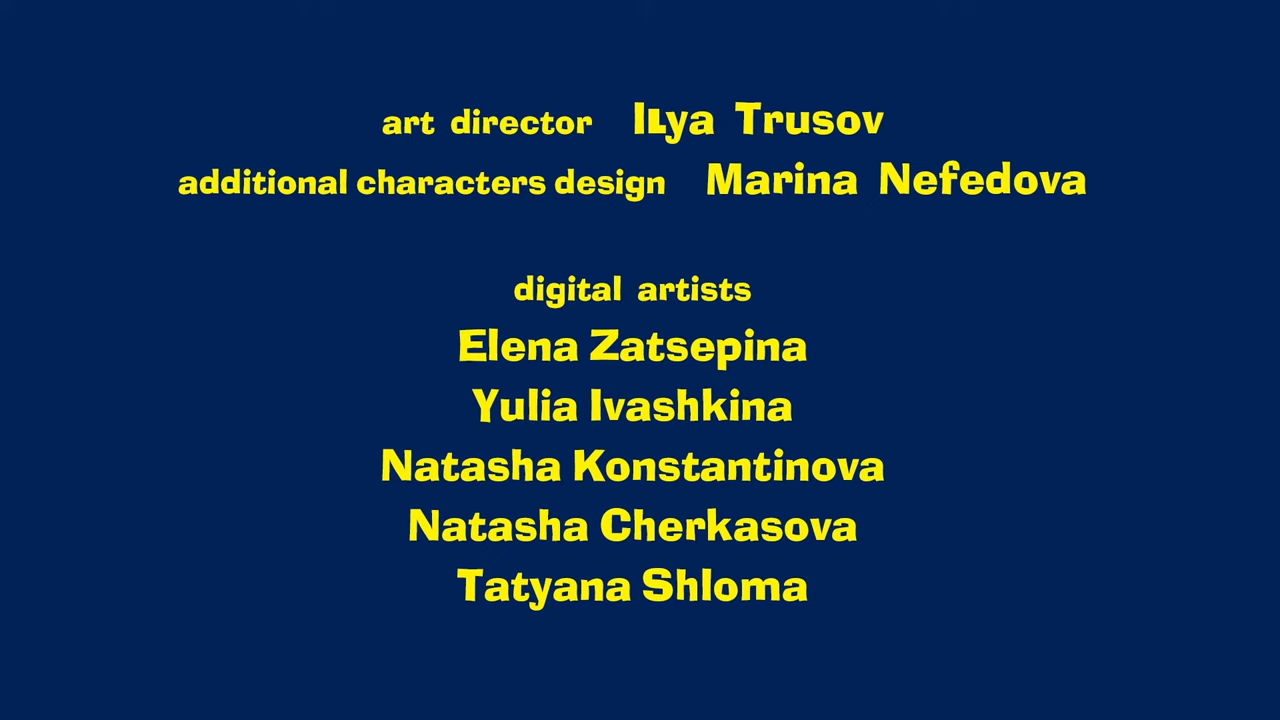 art director ILya Trusov
additional characters design Marina Nefedova
digital artists
Elena Zatsepina
Yulia Ivashkina
Natasha Konstantinova
Natasha Cherkasova
Tatyana Shloma